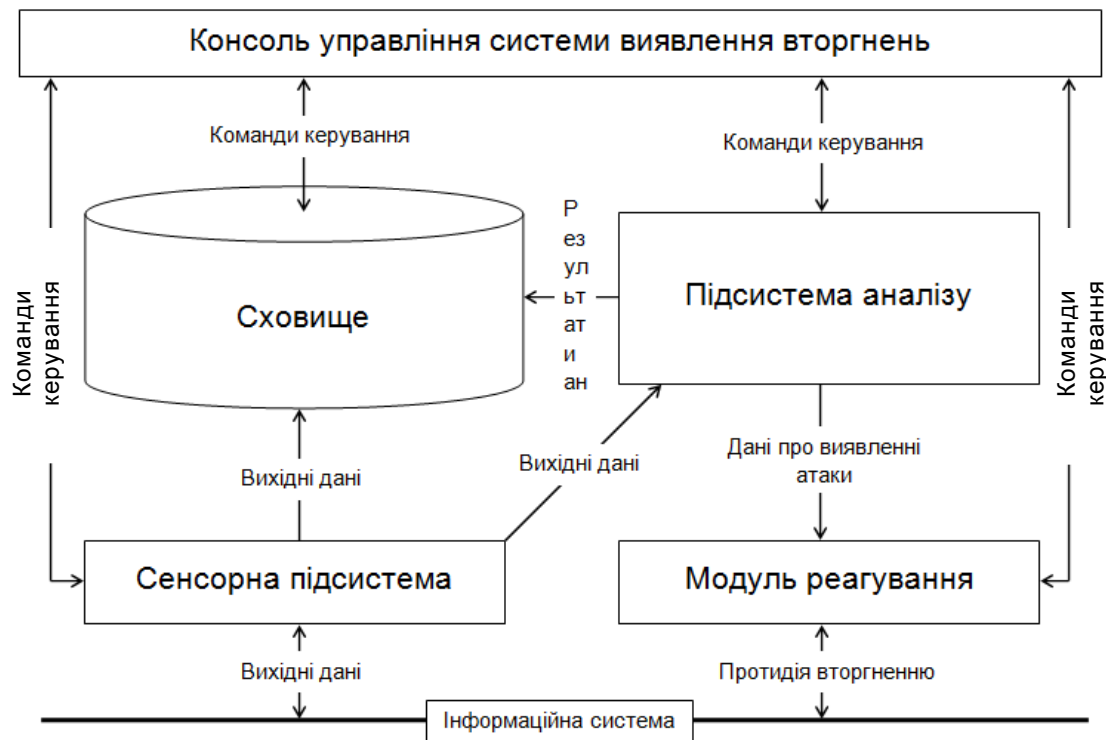 Консоль управління системи виявлення вторгнень
Команди керування
Команди керування
Р
ез
ул
ьт
ат
и
ан
Сховище
Підсистема аналізу
Команди
керування
Команди
керування
Вихідні дані
Вихідні дані
Дані про виявленні
атаки
Сенсорна підсистема
Модуль реагування
Вихідні дані
Протидія вторгненню
Інформаційна система